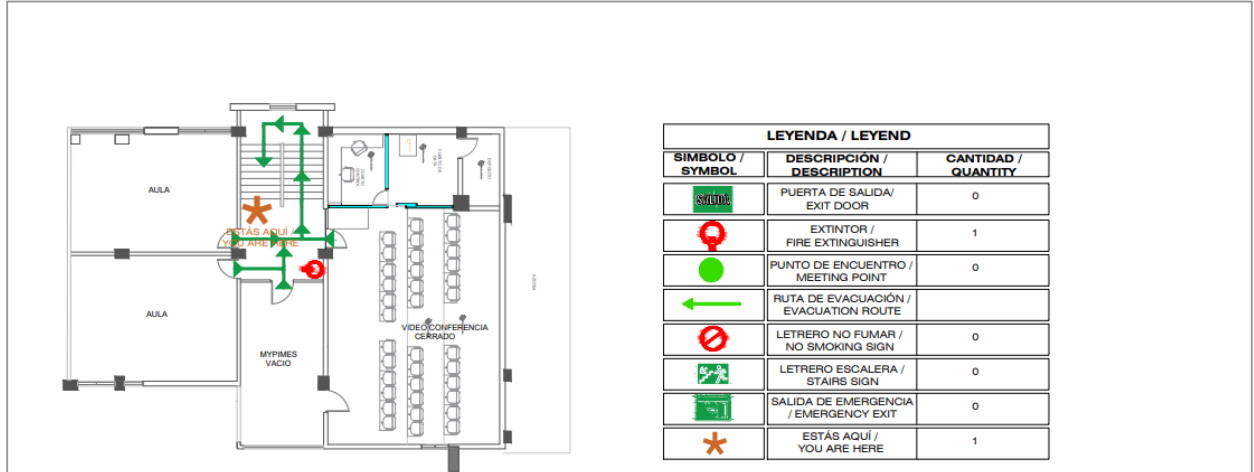 AULA
ESTÁS AQUÍ /
YOU ARE HERE
AULA
MYPIMES
VACIO
VIDEO CONFERENCIA
CERRADO
LEYENDA / LEYEND
SIMBOLO /
SYMBOL
DESCRIPCIÓN /
DESCRIPTION
CANTIDAD /
QUANTITY
SALIDA
PUERTA DE SALIDA/
EXIT DOOR
0
EXTINTOR /
FIRE EXTINGUISHER
1
PUNTO DE ENCUENTRO /
MEETING POINT
0
RUTA DE EVACUACIÓN /
EVACUATION ROUTE
LETRERO NO FUMAR /
NO SMOKING SIGN
0
LETRERO ESCALERA /
STAIRS SIGN
0
SALIDA DE EMERGENCIA
/ EMERGENCY EXIT
0
ESTÁS AQUÍ /
YOU ARE HERE
1